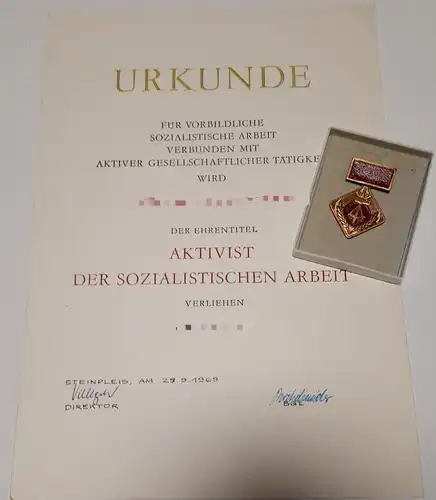 URKUNDE
FÜR VORBILDLICHE
SOZIALISTISCHE ARBEIT
VERBUNDEN MIT
AKTIVER GESELLSCHAFTLICHER TÄTIGKE
WIRD
DER EHRENTITEL
AKTIVIST
DER SOZIALISTISCHEN ARBEIT
VERLIEHEN
STEINPLEIS, AM 29.9.1969
DIREKTOR
BGL